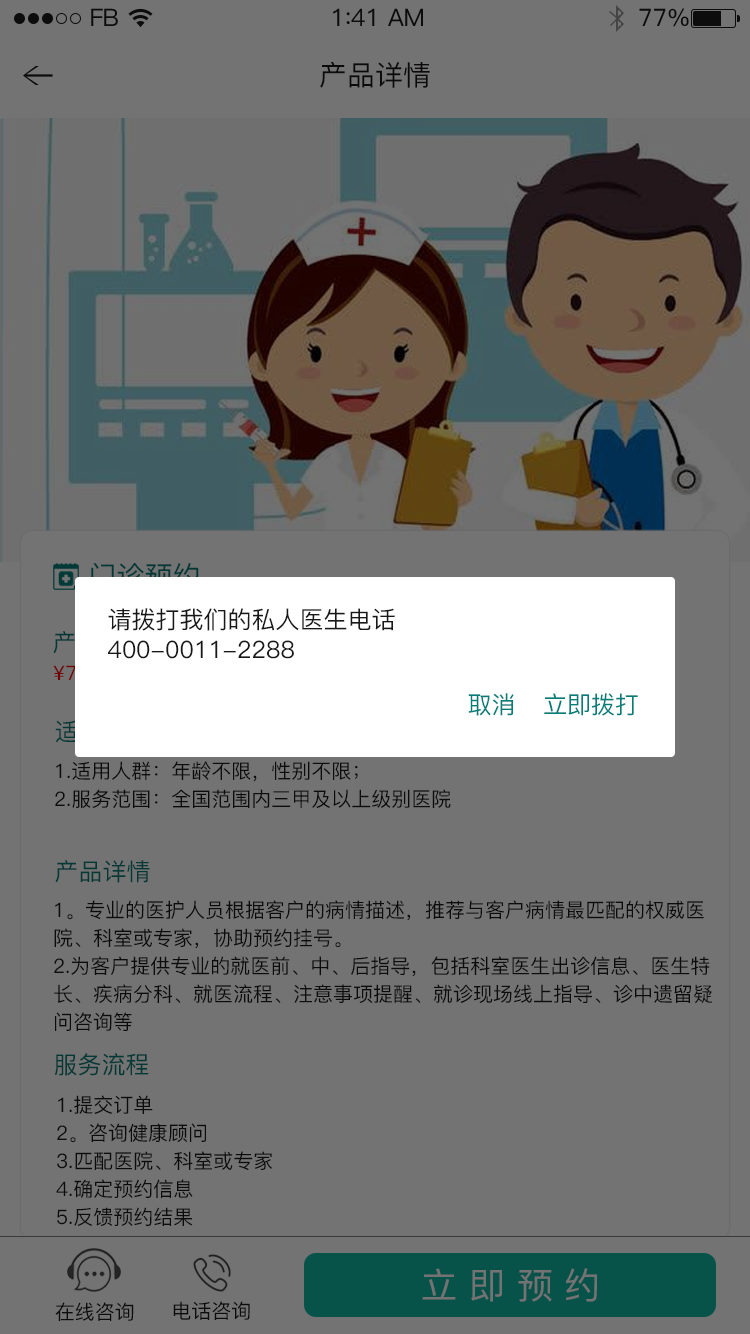 FB 1:41 AM 77%
产品详情
门诊预约
请拨打我们的私人医生电话
400-0011-2288
取消 立即拨打
产
¥7
适
1.适用人群：年龄不限，性别不限；
2.服务范围：全国范围内三甲及以上级别医院
产品详情
1。专业的医护人员根据客户的病情描述，推荐与客户病情最匹配的权威医
院、科室或专家，协助预约挂号。
2.为客户提供专业的就医前、中、后指导，包括科室医生出诊信息、医生特
长、疾病分科、就医流程、注意事项提醒、就诊现场线上指导、诊中遗留疑
问咨询等
服务流程
1.提交订单
2。咨询健康顾问
3.匹配医院、科室或专家
4.确定预约信息
5.反馈预约结果
在线咨询 电话咨询 立即预约